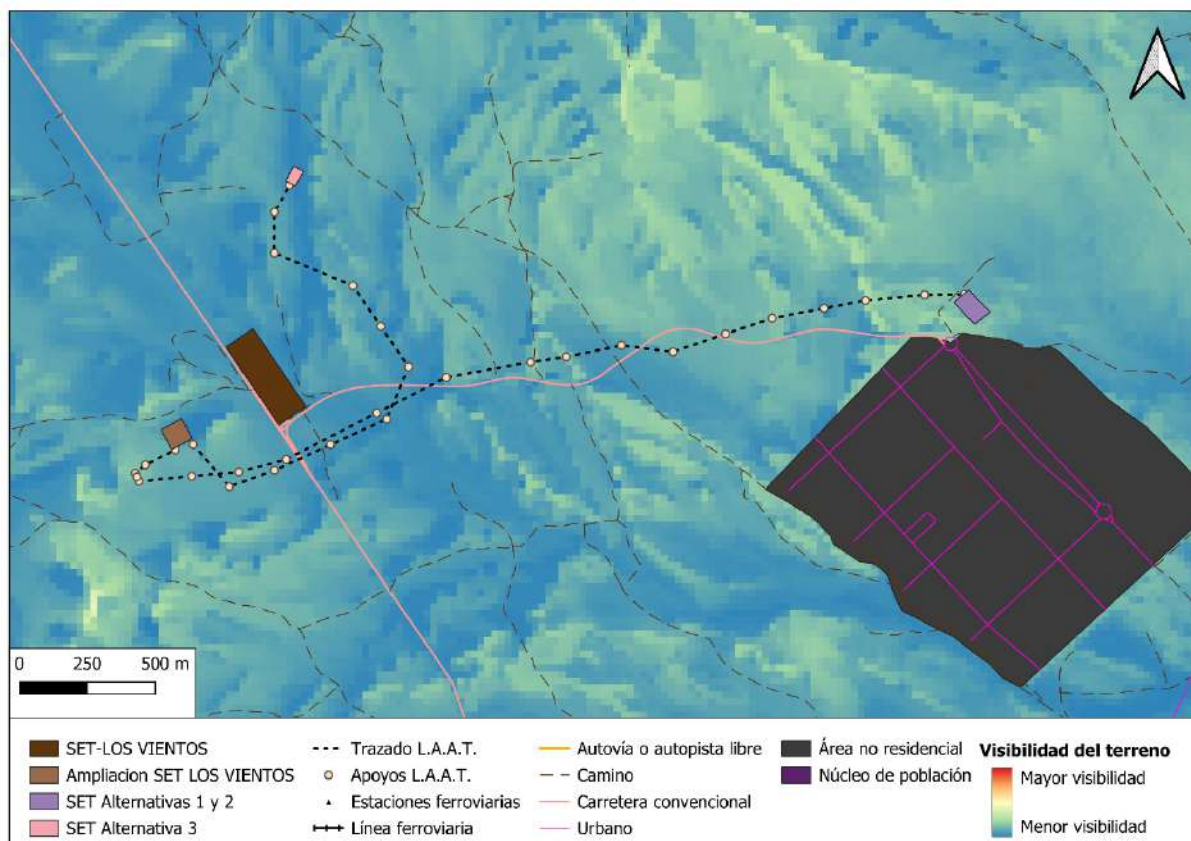 0 250 500 m
SET-LOS VIENTOS
Ampliacion SET LOS VIENTOS
SET Alternativas 1 y 2
SET Alternativa 3
Trazado L.A.A.T.
Apoyos L.A.A.T.
Estaciones ferroviarias
Línea ferroviaria
Autovía o autopista libre
Camino
Carretera convencional
Urbano
Área no residencial
Núcleo de población
Visibilidad del terreno
Mayor visibilidad
Menor visibilidad